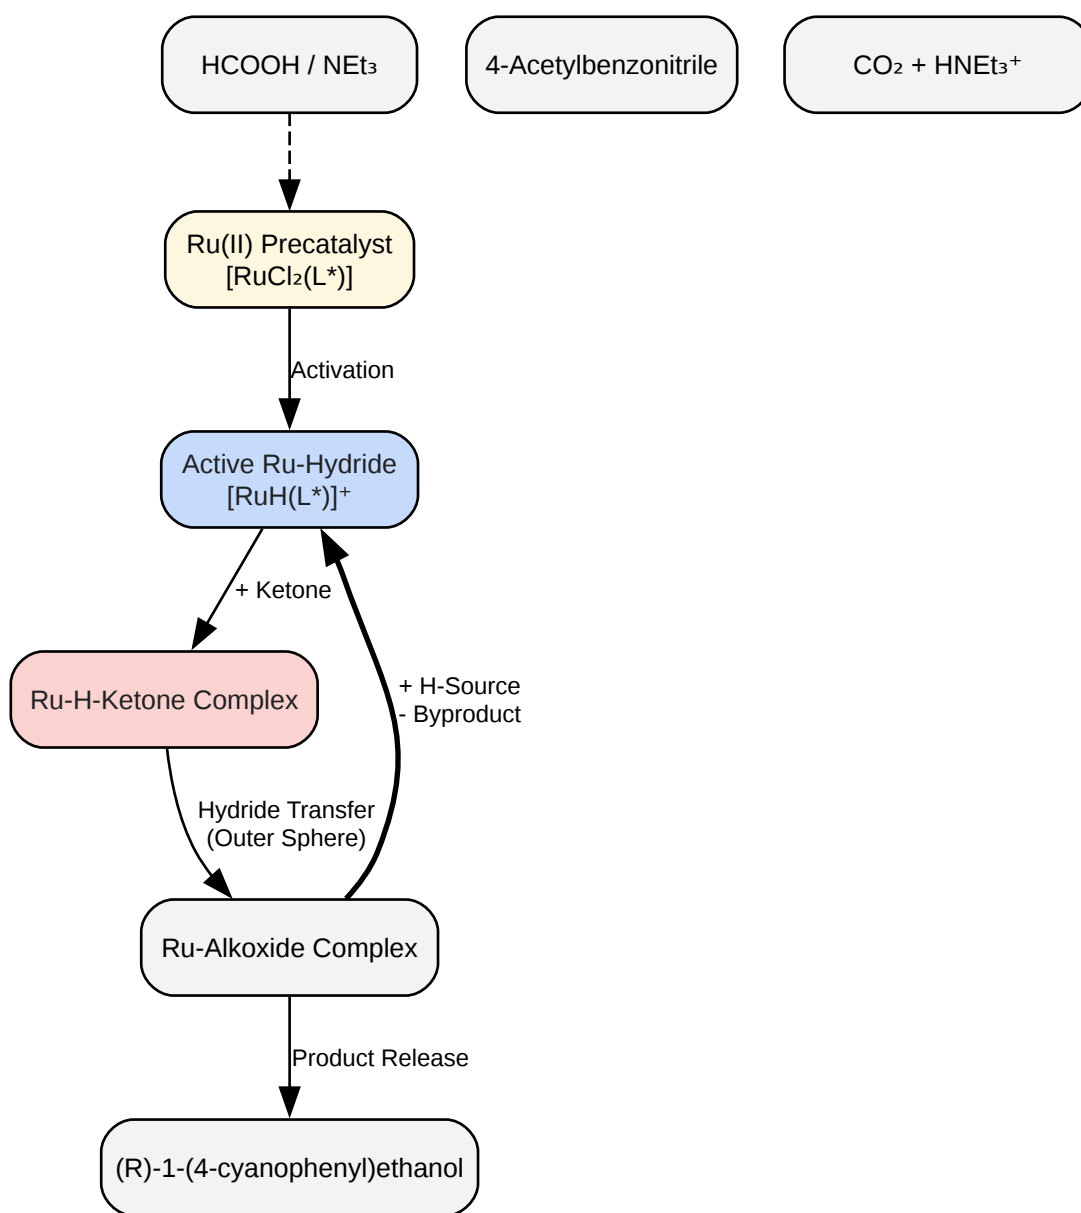 HCOOH / NEt₃
4-Acetylbenzonitrile
CO₂ + HNEt₃⁺
Ru(II) Precatalyst
[RuCl₂(L*)]
Activation
Active Ru-Hydride
[RuH(L*)]⁺
+ Ketone
Ru-H-Ketone Complex
+ H-Source
- Byproduct
Hydride Transfer
(Outer Sphere)
Ru-Alkoxide Complex
Product Release
(R)-1-(4-cyanophenyl)ethanol